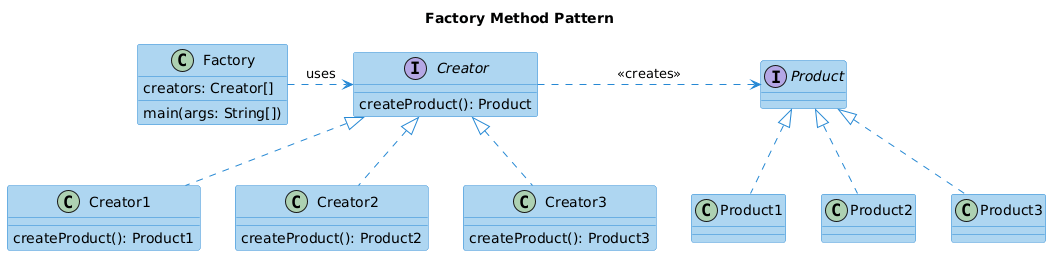 Factory Method Pattern
C Factory
creators: Creator[]
main(args: String[])
uses
I Creator
createProduct(): Product
«creates»
I Product
C Creator1
createProduct(): Product1
C Creator2
createProduct(): Product2
C Creator3
createProduct(): Product3
C Product1
C Product2
C Product3